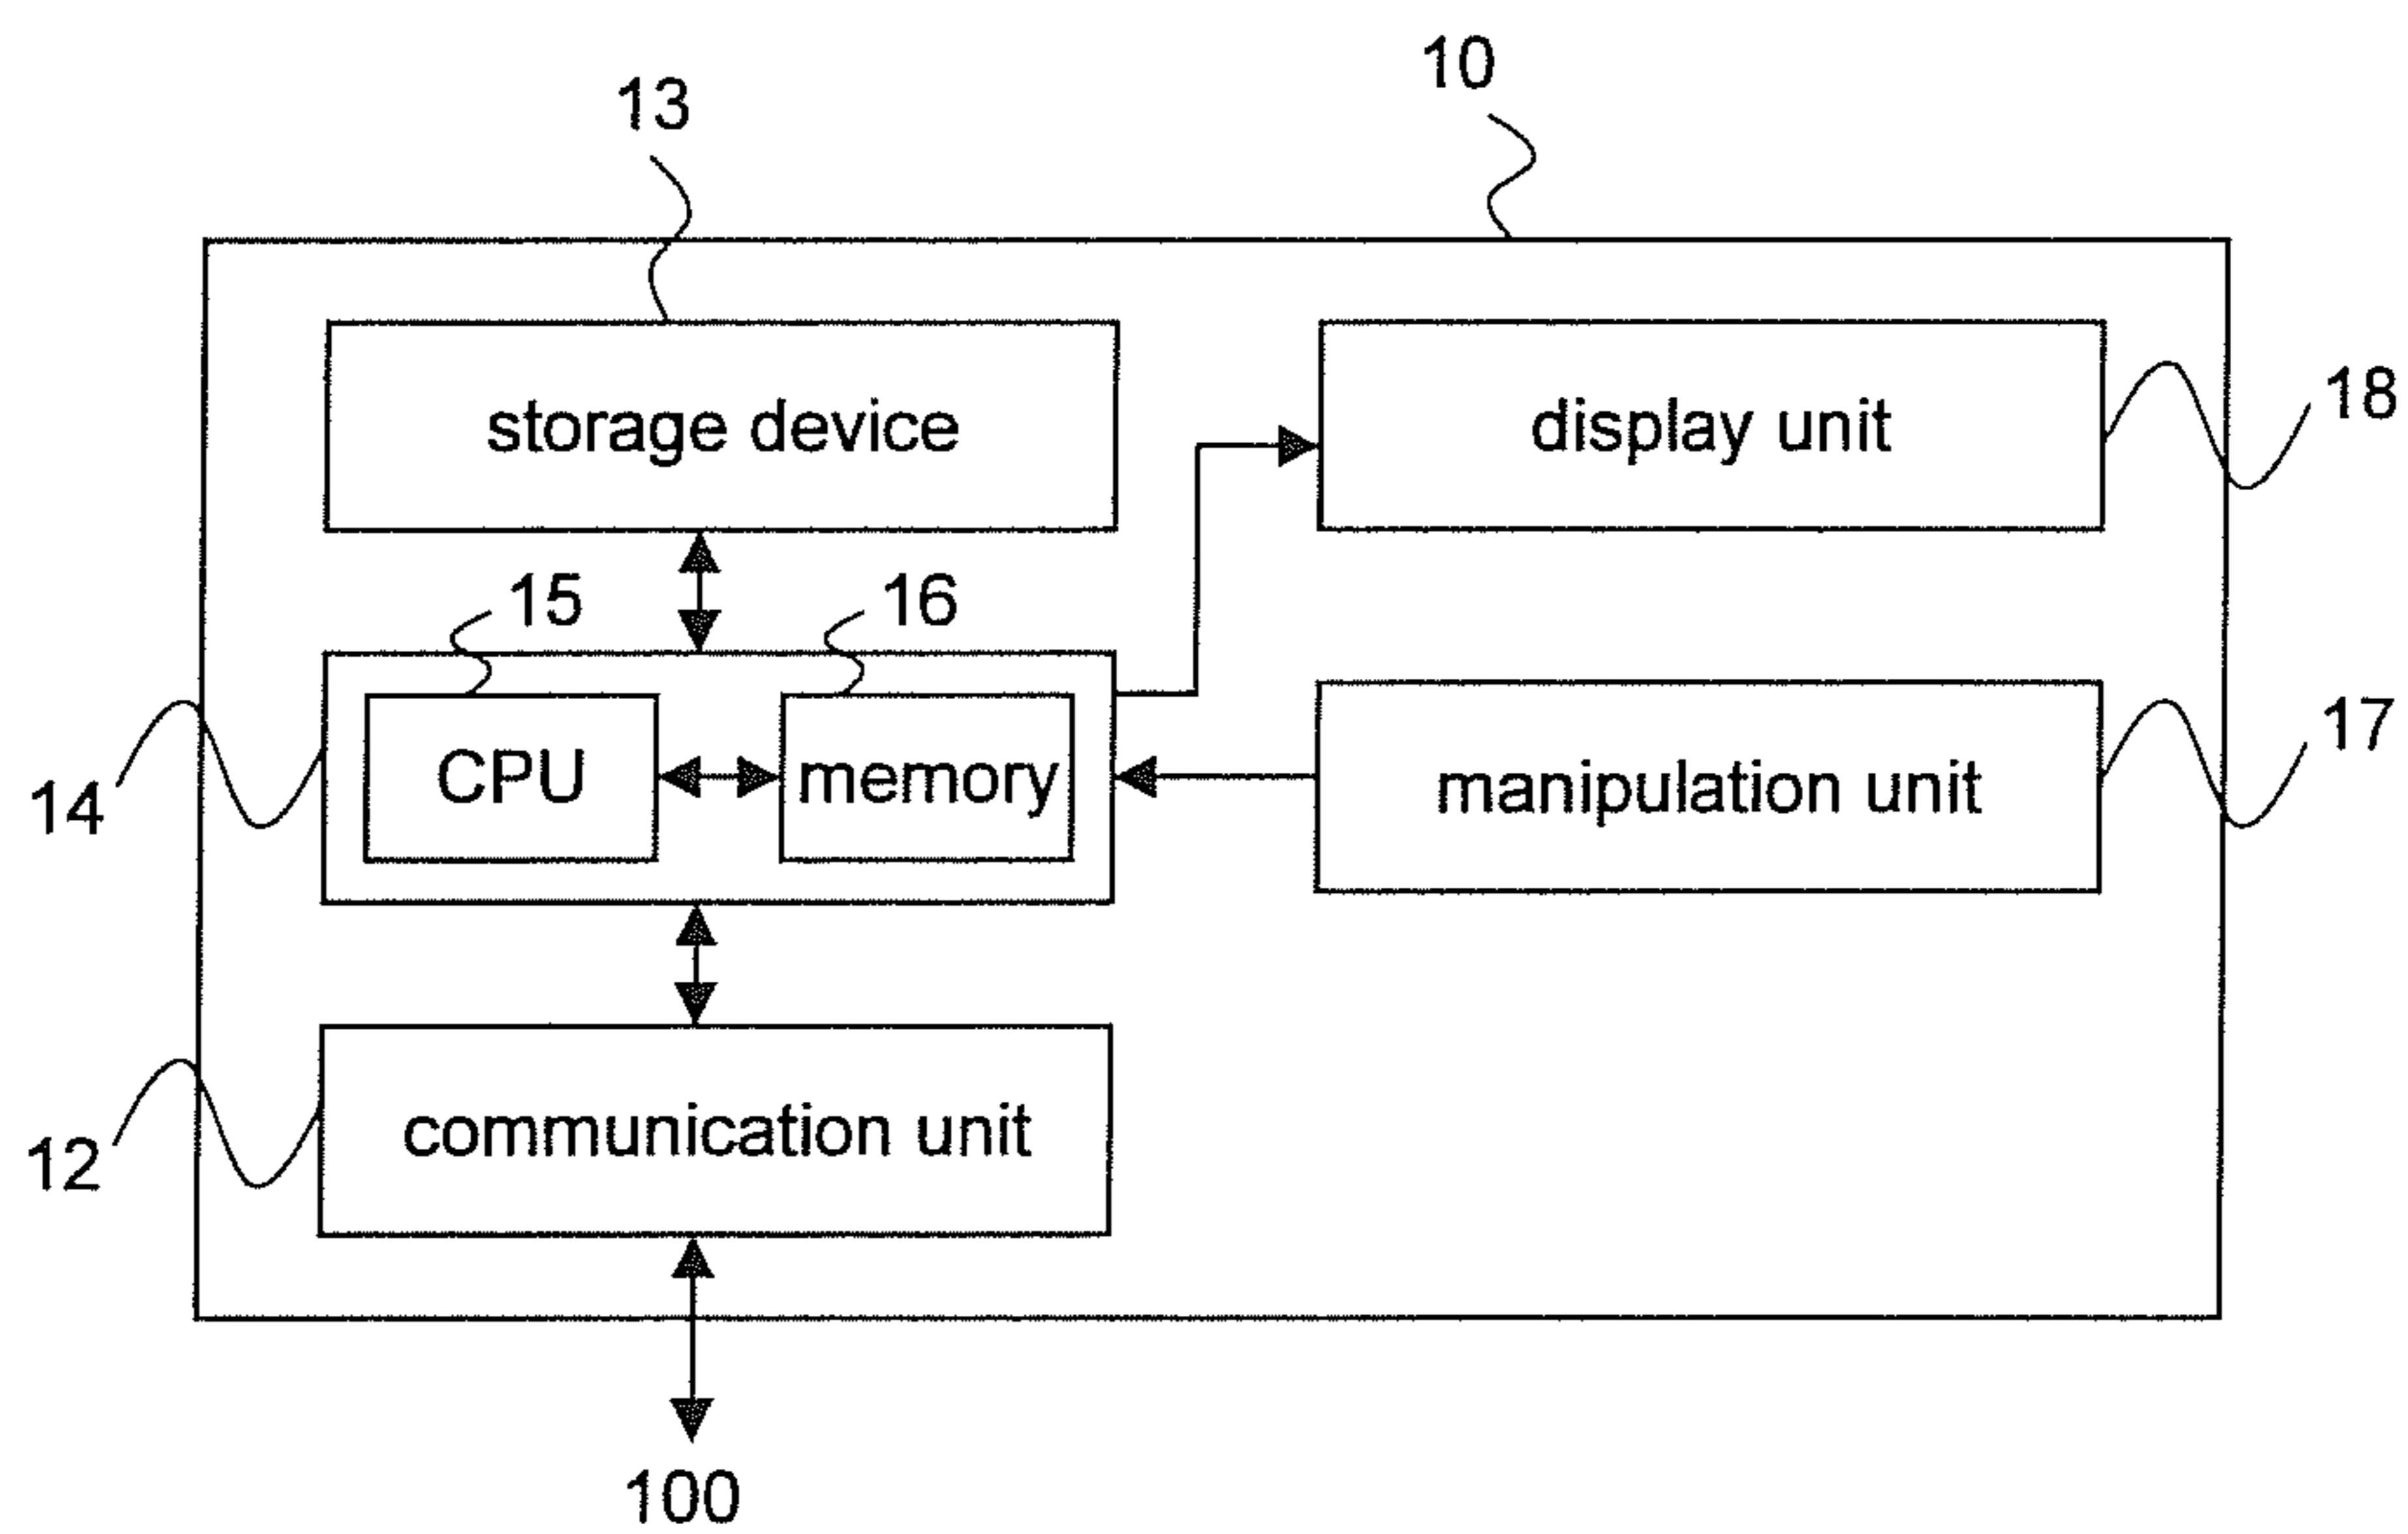 10
13
storage device
display unit
18
15
16
CPU
memory
manipulation unit
17
14
communication unit
12
100